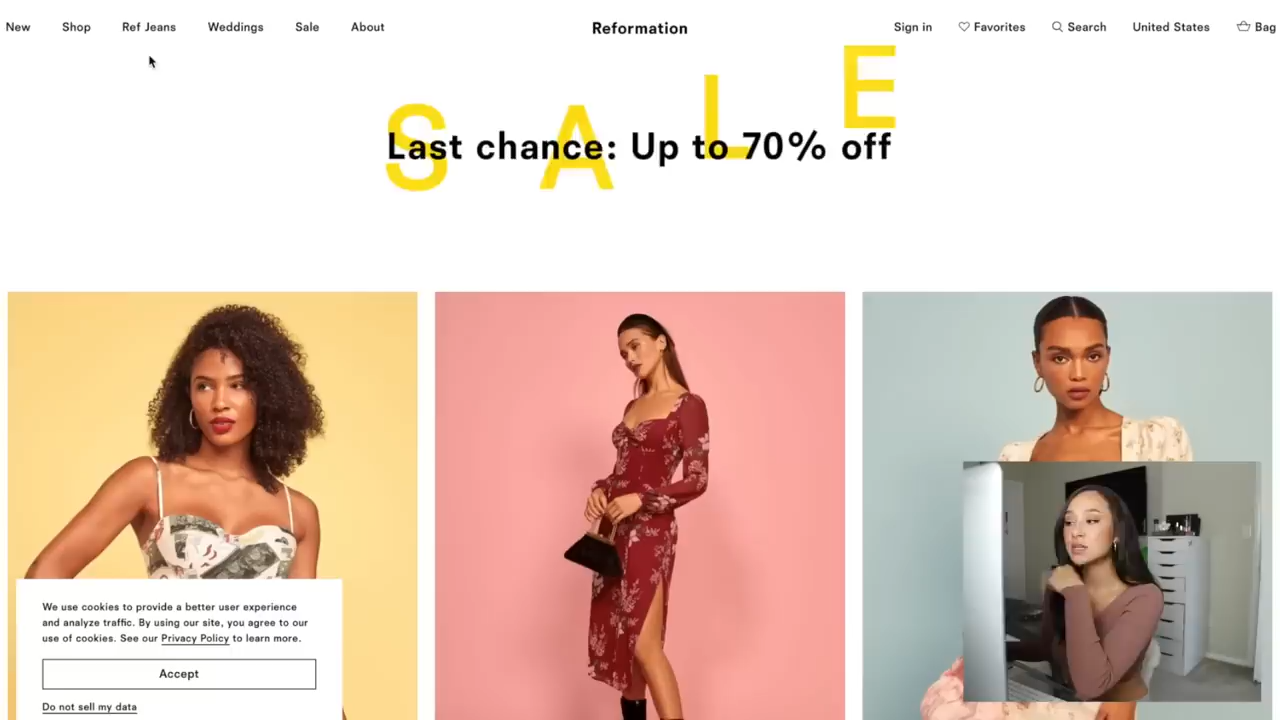 New Shop Ref Jeans Weddings Sale About Reformation Sign in Favorites Search United States Bag
SALE
Last chance: Up to 70% off
We use cookies to provide a better user experience
and analyze traffic. By using our site, you agree to our
use of cookies. See our Privacy Policy to learn more.
Accept
Do not sell my data